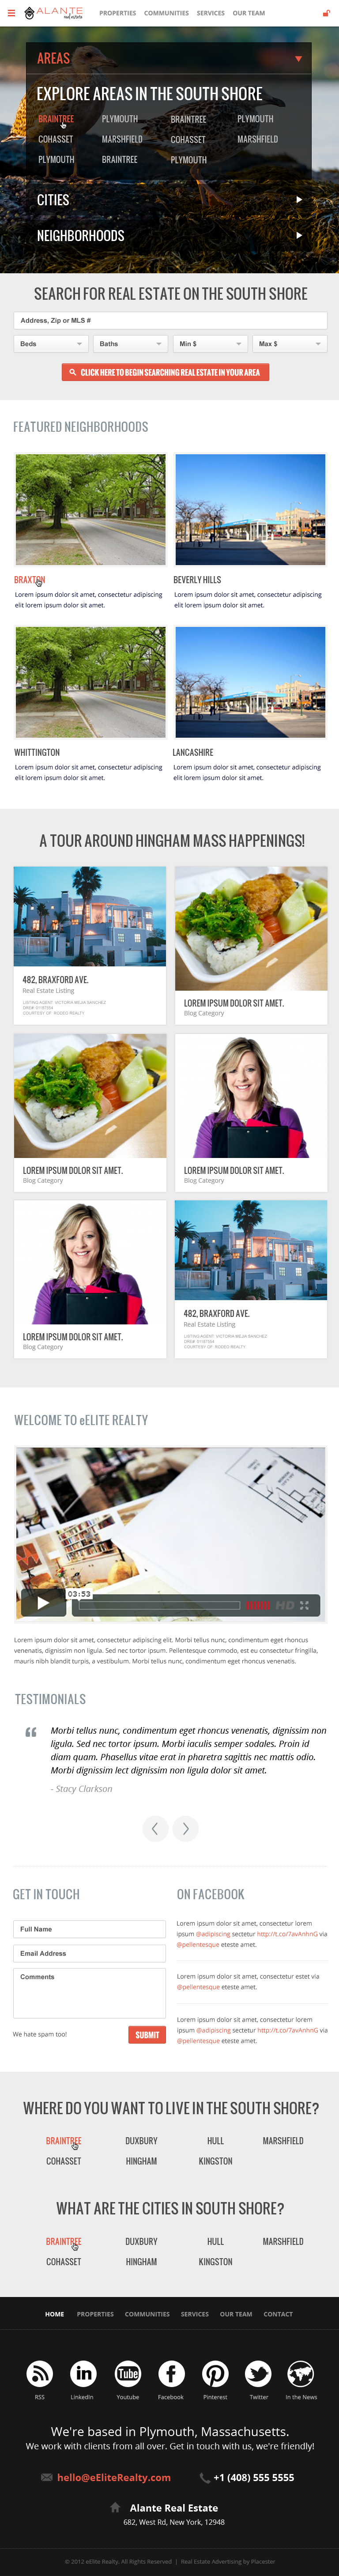 ALANTE
real estate
PROPERTIES COMMUNITIES SERVICES OUR TEAM
AREAS
EXPLORE AREAS IN THE SOUTH SHORE
BRAINTREE PLYMOUTH BRAINTREE PLYMOUTH
COHASSET MARSHFIELD COHASSET MARSHFIELD
PLYMOUTH BRAINTREE PLYMOUTH
CITIES
NEIGHBORHOODS
SEARCH FOR REAL ESTATE ON THE SOUTH SHORE
Address, Zip or MLS #
Beds Baths Min $ Max $
CLICK HERE TO BEGIN SEARCHING REAL ESTATE IN YOUR AREA
FEATURED NEIGHBORHOODS
BRAXTON
Lorem ipsum dolor sit amet, consectetur adipiscing
elit lorem ipsum dolor sit amet.
BEVERLY HILLS
Lorem ipsum dolor sit amet, consectetur adipiscing
elit lorem ipsum dolor sit amet.
WHITTINGTON
Lorem ipsum dolor sit amet, consectetur adipiscing
elit lorem ipsum dolor sit amet.
LANCASHIRE
Lorem ipsum dolor sit amet, consectetur adipiscing
elit lorem ipsum dolor sit amet.
A TOUR AROUND HINGHAM MASS HAPPENINGS!
482, BRAXFORD AVE.
Real Estate Listing
LISTING AGENT: VICTORIA MEJIA SANCHEZ
COURTESY OF: RODEO REALTY
LOREM IPSUM DOLOR SIT AMET.
Blog Category
LOREM IPSUM DOLOR SIT AMET.
Blog Category
LOREM IPSUM DOLOR SIT AMET.
Blog Category
LOREM IPSUM DOLOR SIT AMET.
Blog Category
482, BRAXFORD AVE.
Real Estate Listing
LISTING AGENT: VICTORIA MEJIA SANCHEZ
COURTESY OF: RODEO REALTY
WELCOME TO eELITE REALTY
03:53
HD
Lorem ipsum dolor sit amet, consectetur adipiscing elit. Morbi tellus nunc, condimentum eget rhoncus
venenatis, dignissim non ligula. Sed nec tortor ipsum. Pellentesque commodo, est eu consectetur fringilla,
mauris nibh blandit turpis, a vestibulum. Morbi tellus nunc, condimentum eget rhoncus venenatis.
TESTIMONIALS
Morbi tellus nunc, condimentum eget rhoncus venenatis, dignissim non
ligula. Sed nec tortor ipsum. Morbi iaculis semper sodales. Proin id
diam quam. Phasellus vitae erat in pharetra sagittis nec mattis odio.
Morbi dignissim lect dignissim non ligula dolor sit amet.
- Stacy Clarkson
GET IN TOUCH
Full Name
Email Address
Comments
We hate spam too!
SUBMIT
ON FACEBOOK
Lorem ipsum dolor sit amet, consectetur lorem
ipsum @adipiscing sectetur http://t.co/7avAnhnG via
@pellentesque eteste amet.
Lorem ipsum dolor sit amet, consectetur estet via
@pellentesque eteste amet.
Lorem ipsum dolor sit amet, consectetur lorem
ipsum @adipiscing sectetur http://t.co/7avAnhnG via
@pellentesque eteste amet.
WHERE DO YOU WANT TO LIVE IN THE SOUTH SHORE?
BRAINTREE DUXBURY HULL MARSHFIELD
COHASSET HINGHAM KINGSTON
WHAT ARE THE CITIES IN SOUTH SHORE?
BRAINTREE DUXBURY HULL MARSHFIELD
COHASSET HINGHAM KINGSTON
HOME PROPERTIES COMMUNITIES SERVICES OUR TEAM CONTACT
in You Tube f
RSS LinkedIn Youtube Facebook Pinterest Twitter In the News
We're based in Plymouth, Massachusetts.
We work with clients from all over. Get in touch with us, we're friendly!
hello@eEliteRealty.com +1 (408) 555 5555
Alante Real Estate
682, West Rd, New York, 12948
© 2012 eElite Realty, All Rights Reserved | Real Estate Advertising by Placester